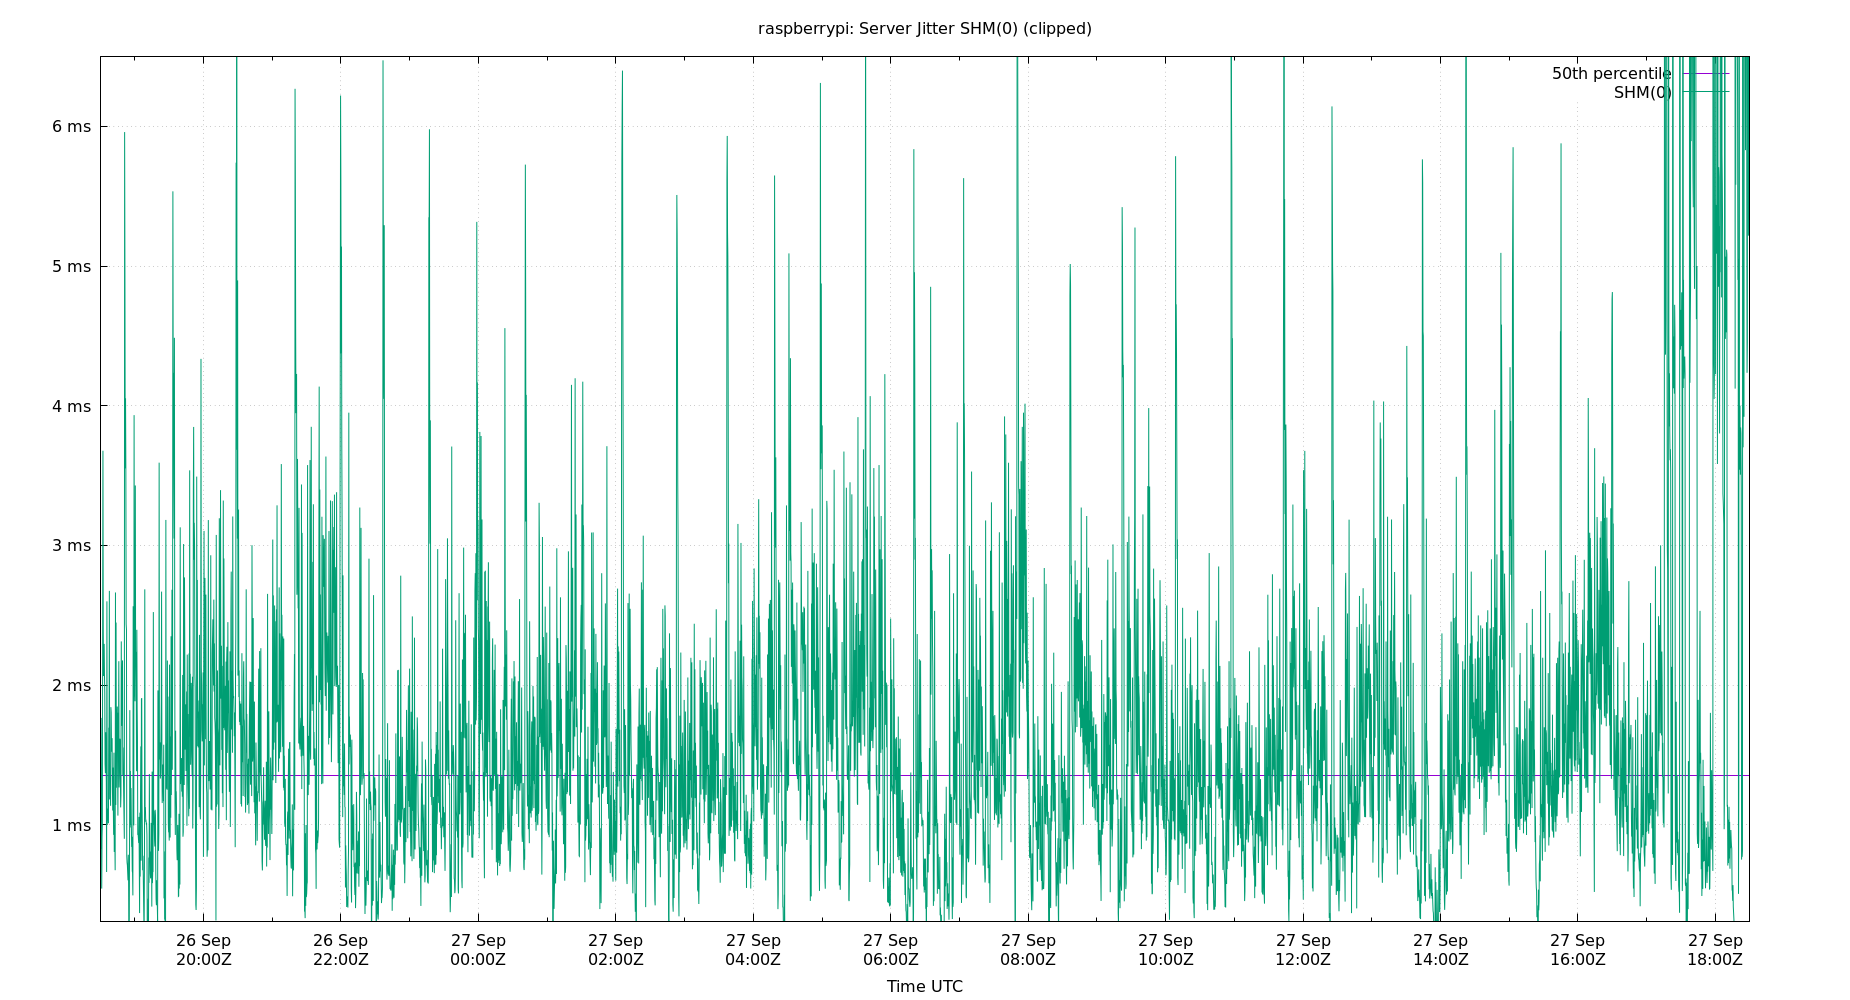 raspberrypi: Server Jitter SHM(0) (clipped)
50th percentile
SHM(0)
6 ms
5 ms
4 ms
3 ms
2 ms
1 ms
26 Sep 26 Sep 27 Sep 27 Sep 27 Sep 27 Sep 27 Sep 27 Sep 27 Sep 27 Sep 27 Sep 27 Sep
20:00Z 22:00Z 00:00Z 02:00Z 04:00Z 06:00Z 08:00Z 10:00Z 12:00Z 14:00Z 16:00Z 18:00Z
Time UTC